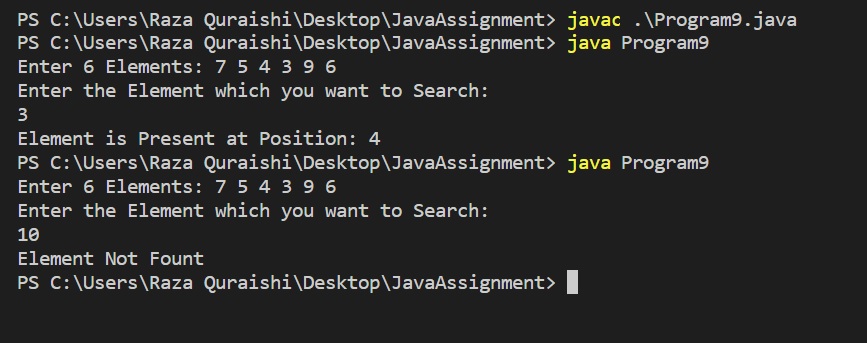 PS C:\Users\Raza Quraishi\Desktop\JavaAssignment> javac .\Program9.java
PS C:\Users\Raza Quraishi\Desktop\JavaAssignment> java Program9
Enter 6 Elements: 7 5 4 3 9 6
Enter the Element which you want to Search:
3
Element is Present at Position: 4
PS C:\Users\Raza Quraishi\Desktop\JavaAssignment> java Program9
Enter 6 Elements: 7 5 4 3 9 6
Enter the Element which you want to Search:
10
Element Not Fount
PS C:\Users\Raza Quraishi\Desktop\JavaAssignment>